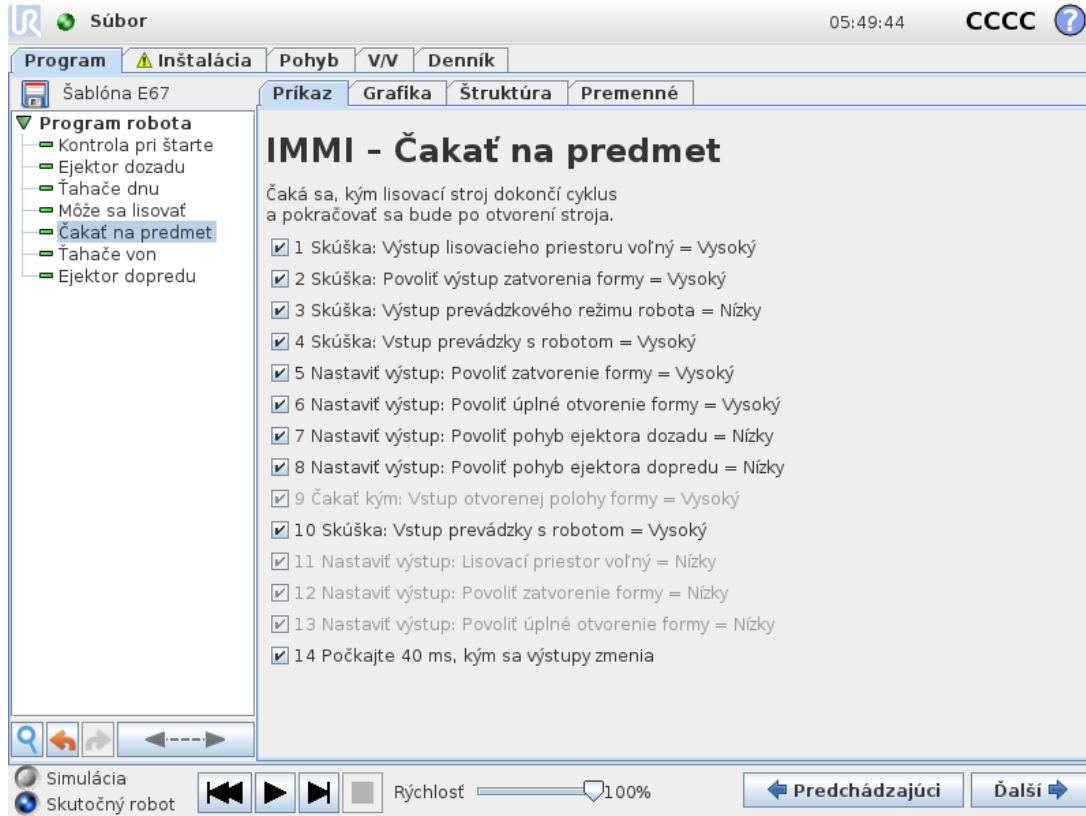 UR Súbor 05:49:44 CCCC ?
Program Inštalácia Pohyb V/V Denník
Šablóna E67 Príkaz Grafika Štruktúra Premenné
Program robota
Kontrola pri štarte
Ejektor dozadu
Ťahače dnu
Môže sa lisovať
Čakať na predmet
Ťahače von
Ejektor dopredu
IMMI – Čakať na predmet
Čaká sa, kým lisovací stroj dokončí cyklus
a pokračovať sa bude po otvorení stroja.
1 Skúška: Výstup lisovacieho priestoru voľný = Vysoký
2 Skúška: Povoliť výstup zatvorenia formy = Vysoký
3 Skúška: Výstup prevádzkového režimu robota = Nízky
4 Skúška: Vstup prevádzky s robotom = Vysoký
5 Nastaviť výstup: Povoliť zatvorenie formy = Vysoký
6 Nastaviť výstup: Povoliť úplné otvorenie formy = Vysoký
7 Nastaviť výstup: Povoliť pohyb ejektora dozadu = Nízky
8 Nastaviť výstup: Povoliť pohyb ejektora dopredu = Nízky
9 Čakať kým: Vstup otvorenej polohy formy = Vysoký
10 Skúška: Vstup prevádzky s robotom = Vysoký
11 Nastaviť výstup: Lisovací priestor voľný = Nízky
12 Nastaviť výstup: Povoliť zatvorenie formy = Nízky
13 Nastaviť výstup: Povoliť úplné otvorenie formy = Nízky
14 Počkajte 40 ms, kým sa výstupy zmenia
Simulácia
Skutočný robot
Rýchlosť 100% Predchádzajúci Ďalší